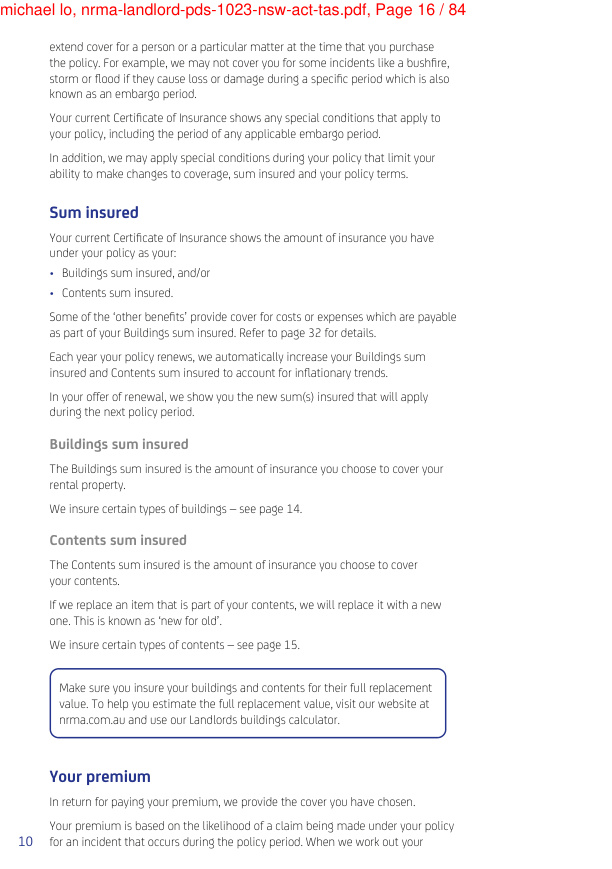 michael lo, nrma-landlord-pds-1023-nsw-act-tas.pdf, Page 16 / 84
extend cover for a person or a particular matter at the time that you purchase
the policy. For example, we may not cover you for some incidents like a bushfire,
storm or flood if they cause loss or damage during a specific period which is also
known as an embargo period.
Your current Certificate of Insurance shows any special conditions that apply to
your policy, including the period of any applicable embargo period.
In addition, we may apply special conditions during your policy that limit your
ability to make changes to coverage, sum insured and your policy terms.
Sum insured
Your current Certificate of Insurance shows the amount of insurance you have
under your policy as your:
• Buildings sum insured, and/or
• Contents sum insured.
Some of the ‘other benefits’ provide cover for costs or expenses which are payable
as part of your Buildings sum insured. Refer to page 32 for details.
Each year your policy renews, we automatically increase your Buildings sum
insured and Contents sum insured to account for inflationary trends.
In your offer of renewal, we show you the new sum(s) insured that will apply
during the next policy period.
Buildings sum insured
The Buildings sum insured is the amount of insurance you choose to cover your
rental property.
We insure certain types of buildings – see page 14.
Contents sum insured
The Contents sum insured is the amount of insurance you choose to cover
your contents.
If we replace an item that is part of your contents, we will replace it with a new
one. This is known as ‘new for old’.
We insure certain types of contents – see page 15.
Make sure you insure your buildings and contents for their full replacement
value. To help you estimate the full replacement value, visit our website at
nrma.com.au and use our Landlords buildings calculator.
Your premium
In return for paying your premium, we provide the cover you have chosen.
Your premium is based on the likelihood of a claim being made under your policy
10 for an incident that occurs during the policy period. When we work out your